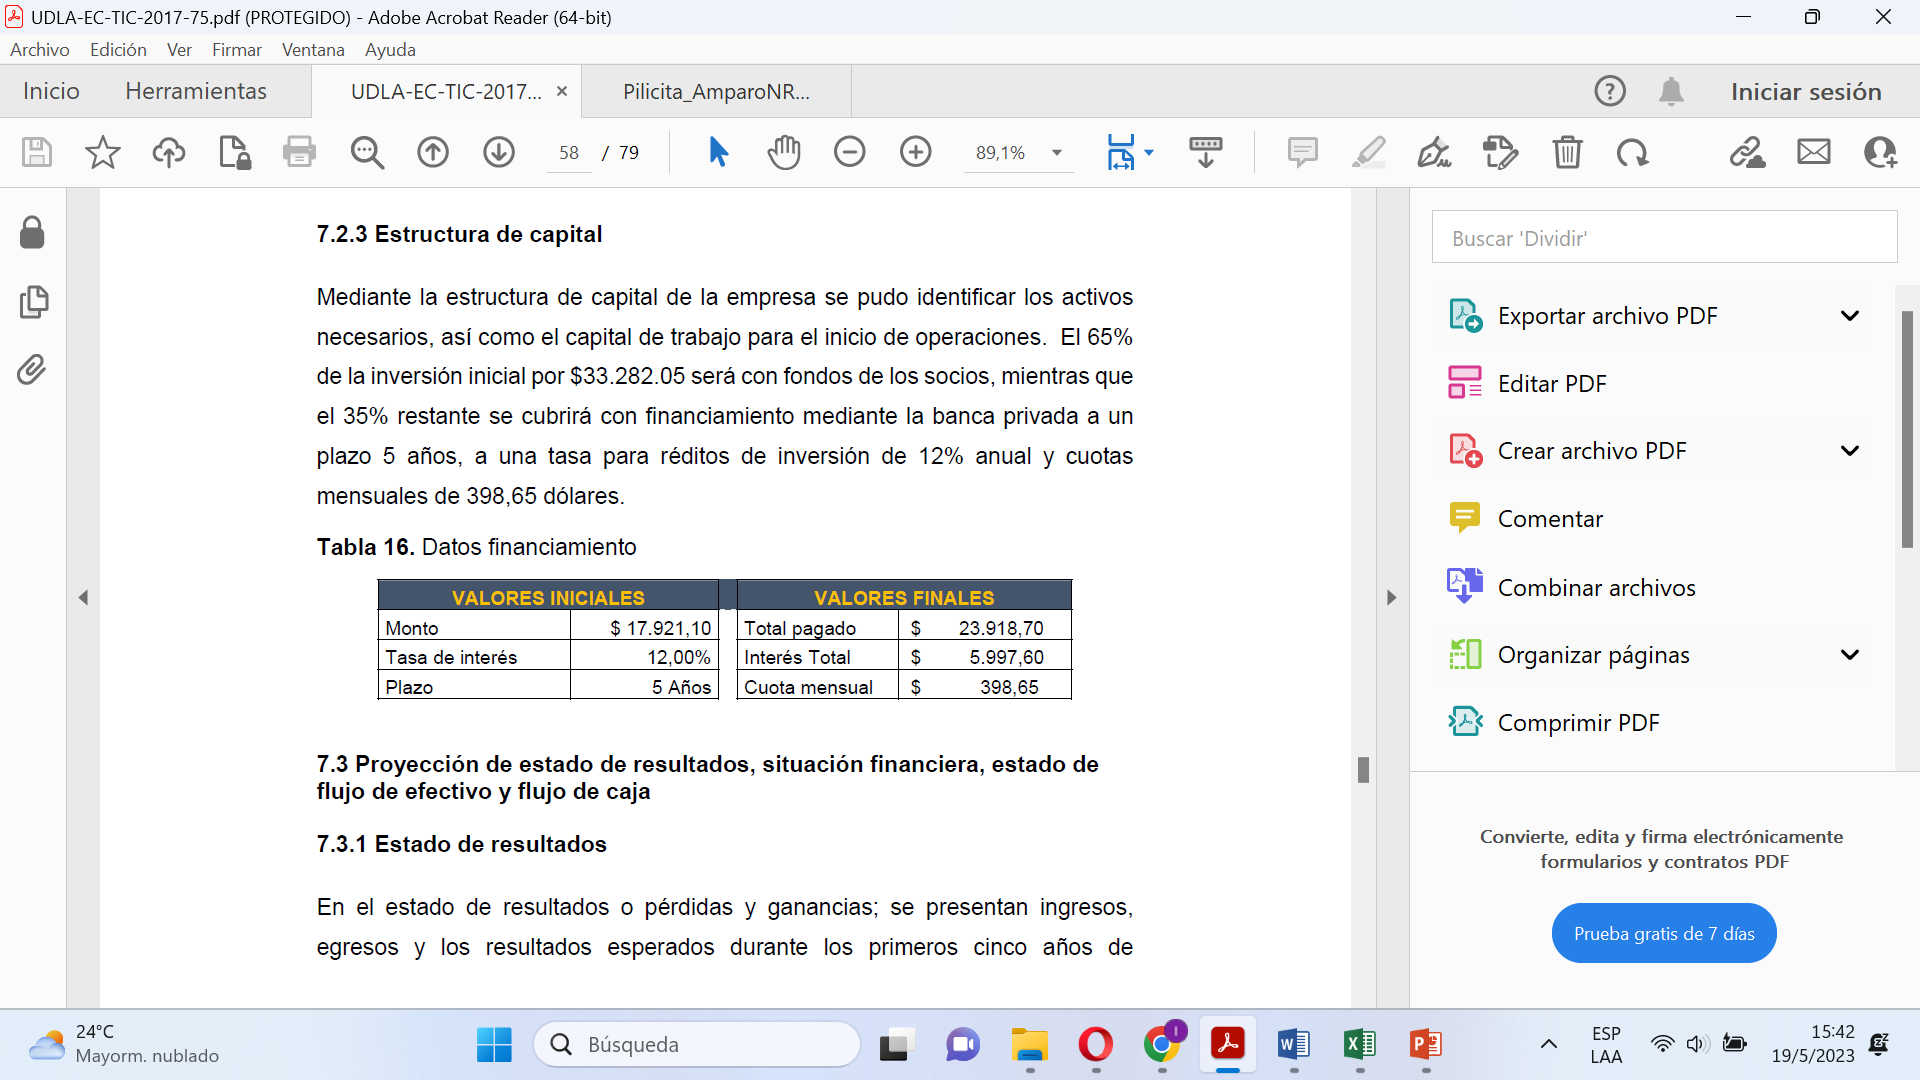 UDLA-EC-TIC-2017-75.pdf (PROTEGIDO) - Adobe Acrobat Reader (64-bit)
Archivo Edición Ver Firmar Ventana Ayuda
Inicio Herramientas UDLA-EC-TIC-2017... × Pilicita_AmparoNR... ? Iniciar sesión
58 / 79 89,1%
7.2.3 Estructura de capital
Mediante la estructura de capital de la empresa se pudo identificar los activos
necesarios, así como el capital de trabajo para el inicio de operaciones. El 65%
de la inversión inicial por $33.282.05 será con fondos de los socios, mientras que
el 35% restante se cubrirá con financiamiento mediante la banca privada a un
plazo 5 años, a una tasa para réditos de inversión de 12% anual y cuotas
mensuales de 398,65 dólares.
Tabla 16. Datos financiamiento
VALORES INICIALES VALORES FINALES
Monto $ 17.921,10 Total pagado $ 23.918,70
Tasa de interés 12,00% Interés Total $ 5.997,60
Plazo 5 Años Cuota mensual $ 398,65
7.3 Proyección de estado de resultados, situación financiera, estado de
flujo de efectivo y flujo de caja
7.3.1 Estado de resultados
En el estado de resultados o pérdidas y ganancias; se presentan ingresos,
egresos y los resultados esperados durante los primeros cinco años de
Buscar 'Dividir'
Exportar archivo PDF
Editar PDF
Crear archivo PDF
Comentar
Combinar archivos
Organizar páginas
Comprimir PDF
Convierte, edita y firma electrónicamente
formularios y contratos PDF
Prueba gratis de 7 días
24°C
Mayorm. nublado
Búsqueda
ESP
LAA
15:42
19/5/2023